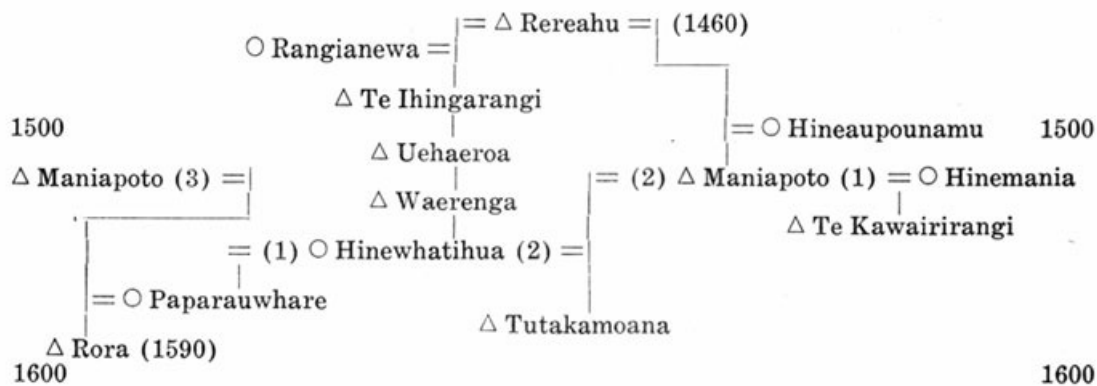 = △ Rereahu = (1460)
○ Rangianewa =
△ Te Ihingarangi
1500 = ○ Hineaupounamu 1500
△ Uehaeroa
△ Maniapoto (3) = = (2) △ Maniapoto (1) = ○ Hinemania
△ Waerenga
△ Te Kawairirangi
= (1) ○ Hinewhatihua (2) =
= ○ Paparauwhare
△ Tutakamoana
△ Rora (1590)
1600 1600